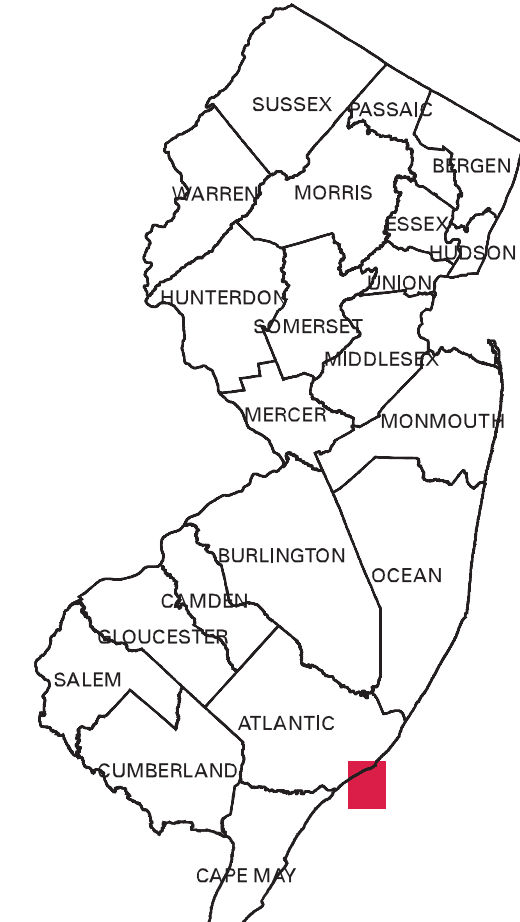 SUSSEX
PASSAIC
BERGEN
WARREN
MORRIS
ESSEX
HUDSON
UNION
HUNTERDON
SOMERSET
MIDDLESEX
MERCER
MONMOUTH
BURLINGTON
OCEAN
CAMDEN
GLOUCESTER
SALEM
ATLANTIC
CUMBERLAND
CAPE MAY